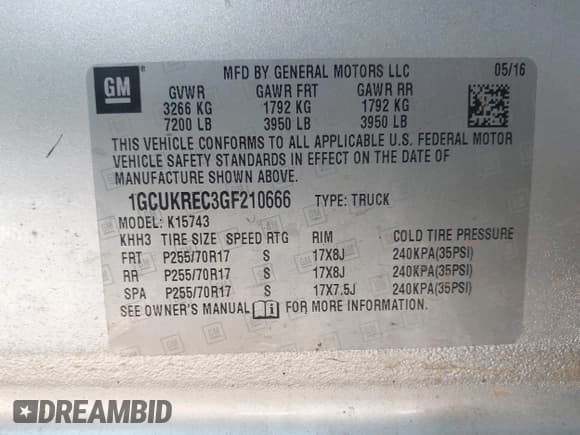 GM ® MFD BY GENERAL MOTORS LLC 05/16
GVWR GAWR FRT GAWR RR
3266 KG 1792 KG 1792 KG
7200 LB 3950 LB 3950 LB
THIS VEHICLE CONFORMS TO ALL APPLICABLE U.S. FEDERAL MOTOR
VEHICLE SAFETY STANDARDS IN EFFECT ON THE DATE OF
MANUFACTURE SHOWN ABOVE.
1GCUKREC3GF210666 TYPE: TRUCK
MODEL: K15743
KHH3 TIRE SIZE SPEED RTG RIM COLD TIRE PRESSURE
FRT P255/70R17 S 17X8J 240KPA(35PSI)
RR P255/70R17 S 17X8J 240KPA(35PSI)
SPA P255/70R17 S 17X7.5J 240KPA(35PSI)
SEE OWNER'S MANUAL FOR MORE INFORMATION.
DREAMBID